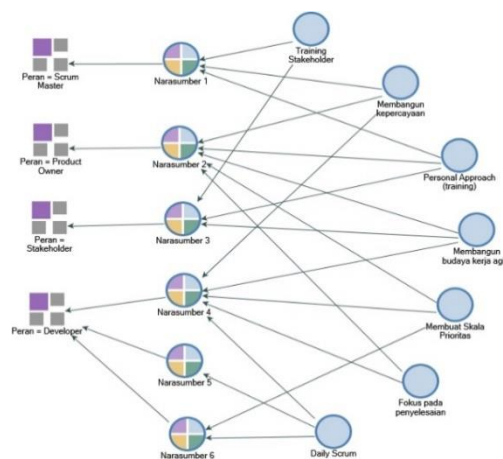 Training
Stakeholder
Peran = Scrum
Master
Narasumber 1
Membangun
kepercayaan
Peran = Product
Owner
Narasumber 2
Personal Approach
(training)
Peran =
Stakeholder
Narasumber 3
Membangun
budaya kerja ag
Peran = Developer
Narasumber 4
Membuat Skala
Prioritas
Narasumber 5
Fokus pada
penyelesaian
Narasumber 6
Daily Scrum